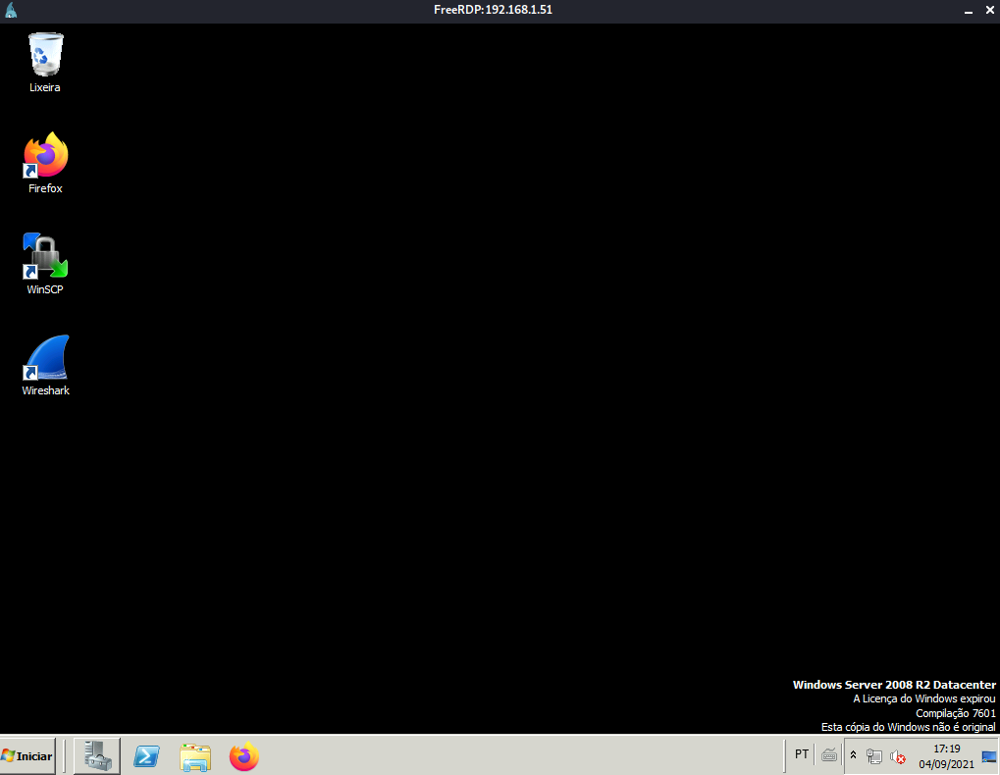 FreeRDP: 192.168.1.51
Lixeira
Firefox
WinSCP
Wireshark
Windows Server 2008 R2 Datacenter
A Licença do Windows expirou
Compilação 7601
Esta cópia do Windows não é original
Iniciar
PT
17:19
04/09/2021